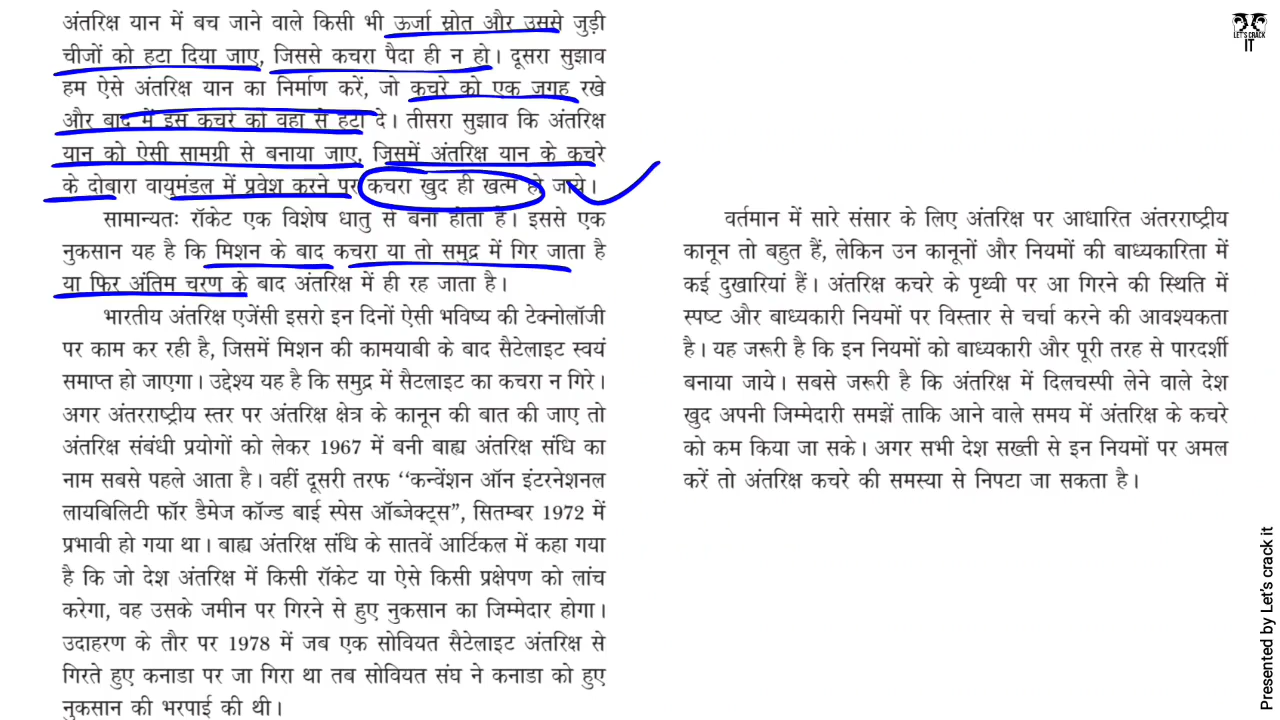 अंतरिक्ष यान में बच जाने वाले किसी भी ऊर्जा स्रोत और उससे जुड़ी
चीजों को हटा दिया जाए, जिससे कचरा पैदा ही न हो। दूसरा सुझाव
हम ऐसे अंतरिक्ष यान का निर्माण करें, जो कचरे को एक जगह रखे
और बाद में इस कचरे को वहां से हटा दे। तीसरा सुझाव कि अंतरिक्ष
यान को ऐसी सामग्री से बनाया जाए, जिसमें अंतरिक्ष यान के कचरे
के दोबारा वायुमंडल में प्रवेश करने पर कचरा खुद ही खत्म हो जाये।
सामान्यतः रॉकेट एक विशेष धातु से बना होता है। इससे एक
नुकसान यह है कि मिशन के बाद कचरा या तो समुद्र में गिर जाता है
या फिर अंतिम चरण के बाद अंतरिक्ष में ही रह जाता है।
भारतीय अंतरिक्ष एजेंसी इसरो इन दिनों ऐसी भविष्य की टेक्नोलॉजी
पर काम कर रही है, जिसमें मिशन की कामयाबी के बाद सैटेलाइट स्वयं
समाप्त हो जाएगा। उद्देश्य यह है कि समुद्र में सैटलाइट का कचरा न गिरे।
अगर अंतरराष्ट्रीय स्तर पर अंतरिक्ष क्षेत्र के कानून की बात की जाए तो
अंतरिक्ष संबंधी प्रयोगों को लेकर 1967 में बनी बाह्य अंतरिक्ष संधि का
नाम सबसे पहले आता है। वहीं दूसरी तरफ ‘‘कन्वेंशन ऑन इंटरनेशनल
लायबिलिटी फॉर डैमेज कॉज्ड बाई स्पेस ऑब्जेक्ट्स”, सितम्बर 1972 में
प्रभावी हो गया था। बाह्य अंतरिक्ष संधि के सातवें आर्टिकल में कहा गया
है कि जो देश अंतरिक्ष में किसी रॉकेट या ऐसे किसी प्रक्षेपण को लांच
करेगा, वह उसके जमीन पर गिरने से हुए नुकसान का जिम्मेदार होगा।
उदाहरण के तौर पर 1978 में जब एक सोवियत सैटेलाइट अंतरिक्ष से
गिरते हुए कनाडा पर जा गिरा था तब सोवियत संघ ने कनाडा को हुए
नुकसान की भरपाई की थी।
वर्तमान में सारे संसार के लिए अंतरिक्ष पर आधारित अंतरराष्ट्रीय
कानून तो बहुत हैं, लेकिन उन कानूनों और नियमों की बाध्यकारिता में
कई दुखारियां हैं। अंतरिक्ष कचरे के पृथ्वी पर आ गिरने की स्थिति में
स्पष्ट और बाध्यकारी नियमों पर विस्तार से चर्चा करने की आवश्यकता
है। यह जरूरी है कि इन नियमों को बाध्यकारी और पूरी तरह से पारदर्शी
बनाया जाये। सबसे जरूरी है कि अंतरिक्ष में दिलचस्पी लेने वाले देश
खुद अपनी जिम्मेदारी समझें ताकि आने वाले समय में अंतरिक्ष के कचरे
को कम किया जा सके। अगर सभी देश सख्ती से इन नियमों पर अमल
करें तो अंतरिक्ष कचरे की समस्या से निपटा जा सकता है।
LET'S CRACK
IT
Presented by Let's crack it